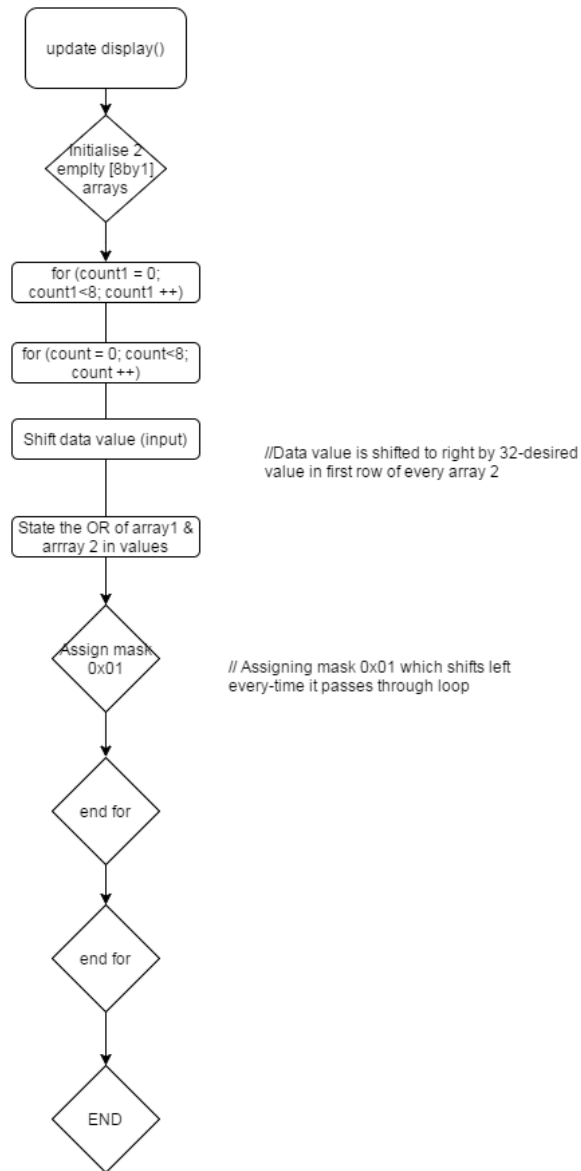 update display()
Initialise 2
emplty [8by1]
arrays
for (count1 = 0;
count1<8; count1 ++)
for (count = 0; count<8;
count ++)
Shift data value (input)
//Data value is shifted to right by 32-desired
value in first row of every array 2
State the OR of array1 &
arrray 2 in values
Assign mask
0x01
// Assigning mask 0x01 which shifts left
every-time it passes through loop
end for
end for
END